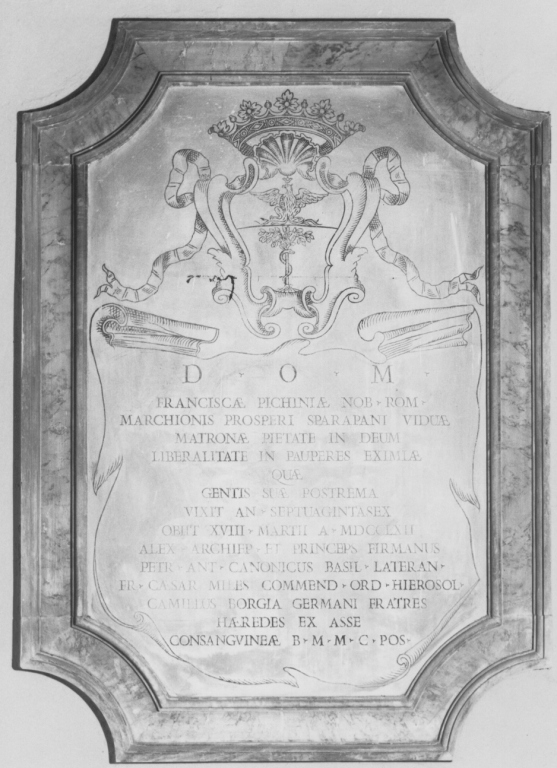 D · O · M ·
FRANCISCÆ PICHINIÆ NOB · ROM ·
MARCHIONIS PROSPERI SPARAPANI VIDUÆ
MATRONÆ PIETATE IN DEUM
LIBERALITATE IN PAUPERES EXIMIÆ
QUÆ
GENTIS SUÆ POSTREMA
VIXIT AN · SEPTUAGINTASEX
OBIIT XVIII · MARTII A · MDCCLXII
ALEX · ARCHIEP · ET PRINCEPS FIRMANUS
PETR · ANT · CANONICUS BASIL · LATERAN ·
FR · CÆSAR MILES COMMEND · ORD · HIEROSOL ·
CAMILLUS BORGIA GERMANI FRATRES
HÆREDES EX ASSE
CONSANGVINEÆ B · M · M · C · POS ·